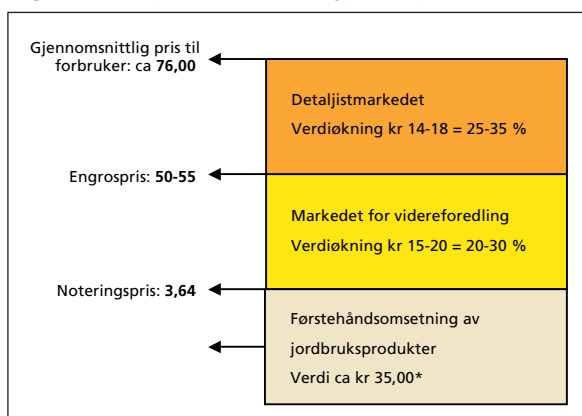 Gjennomsnittlig pris til
forbruker: ca 76,00
Detaljistmarkedet
Verdiøkning kr 14-18 = 25-35 %
Engrospris: 50-55
Markedet for videreforedling
Verdiøkning kr 15-20 = 20-30 %
Noteringspris: 3,64
Førstehåndsomsetning av
jordbruksprodukter
Verdi ca kr 35,00*